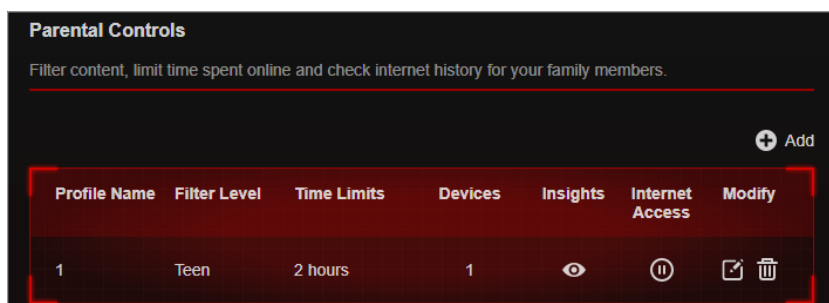 Parental Controls
Filter content, limit time spent online and check internet history for your family members.
Add
Profile Name Filter Level Time Limits Devices Insights Internet Access Modify
1 Teen 2 hours 1